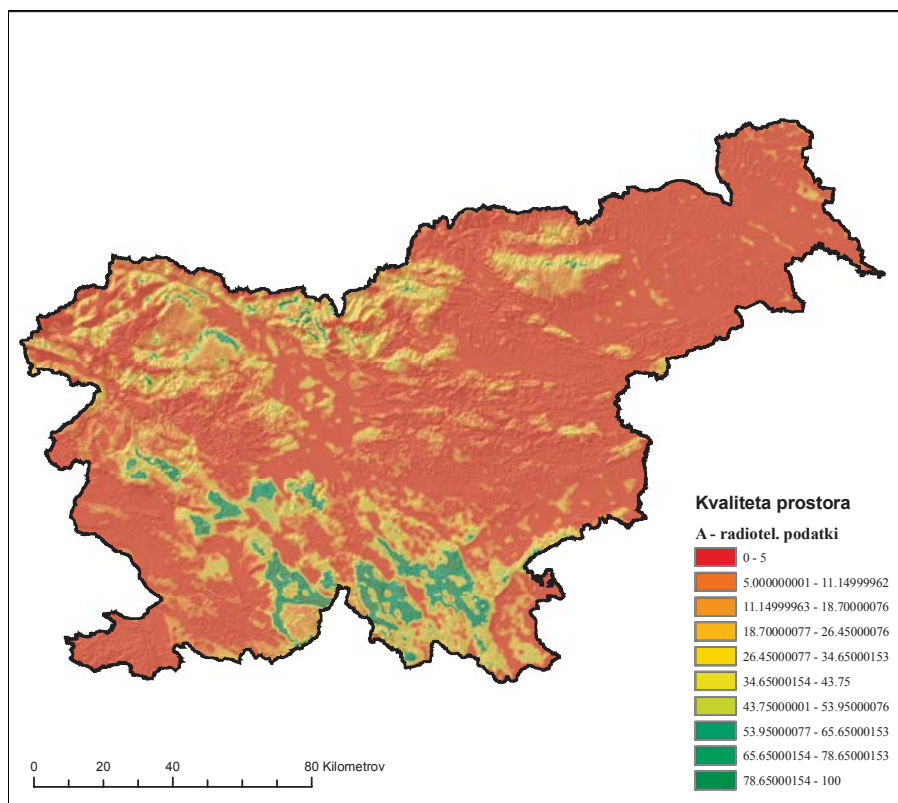 Kvaliteta prostora
A - radiotel. podatki
0 - 5
5.000000001 - 11.14999962
11.14999963 - 18.70000076
18.70000077 - 26.45000076
26.45000077 - 34.65000153
34.65000154 - 43.75
43.75000001 - 53.95000076
53.95000077 - 65.65000153
65.65000154 - 78.65000153
78.65000154 - 100
0 20 40 80 Kilometrov